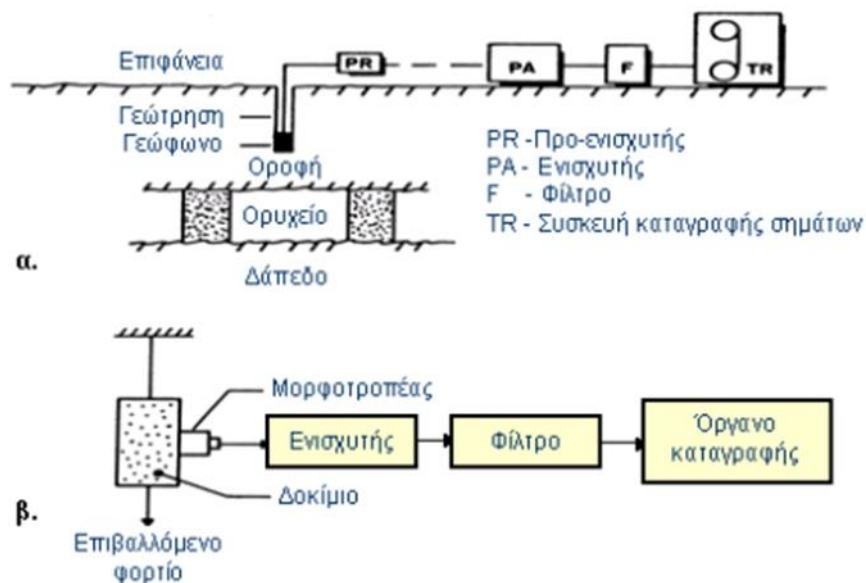 Επιφάνεια
PR
PA
F
TR
Γεώτρηση
Γεώφωνο
Οροφή
Ορυχείο
Δάπεδο
PR -Προ-ενισχυτής
PA - Ενισχυτής
F - Φίλτρο
TR - Συσκευή καταγραφής σημάτων
α.
Μορφοτροπέας
Ενισχυτής
Φίλτρο
Όργανο
καταγραφής
Δοκίμιο
β.
Επιβαλλόμενο
φορτίο